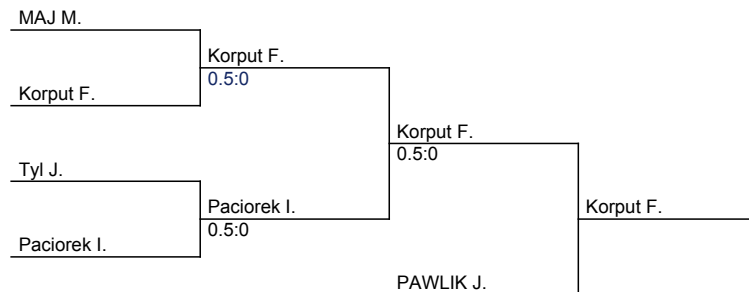 MAJ M.
Korput F.
0.5:0
Korput F.
Korput F.
0.5:0
Tyl J.
Paciorek I.
0.5:0
Korput F.
Paciorek I.
PAWLIK J.